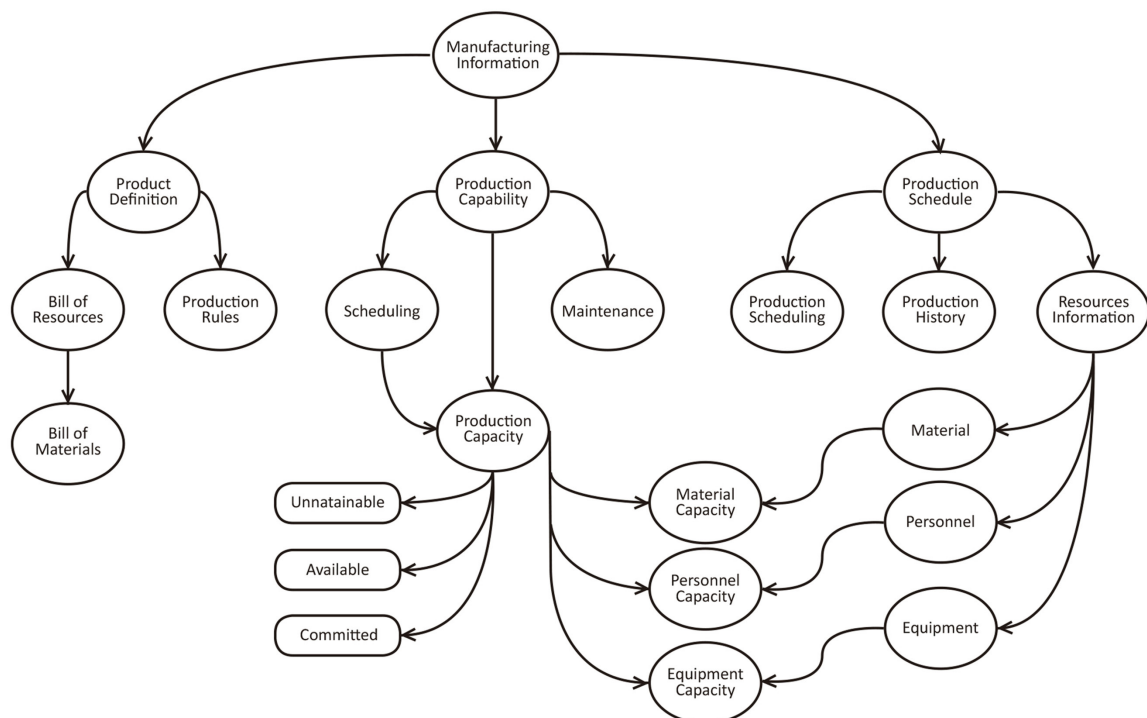 Manufacturing
Information
Product
Definition
Production
Capability
Production
Schedule
Bill of
Resources
Production
Rules
Scheduling
Maintenance
Production
Scheduling
Production
History
Resources
Information
Bill of
Materials
Production
Capacity
Material
Unnatainable
Material
Capacity
Personnel
Available
Personnel
Capacity
Committed
Equipment
Equipment
Capacity